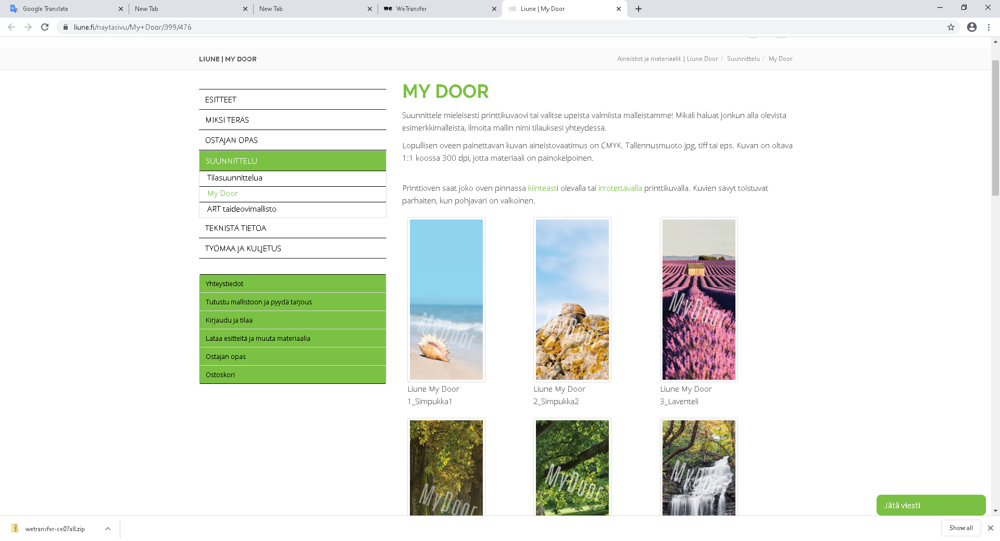 Google Translate
New Tab
New Tab
WeTransfer
Liune | My Door
liune.fi/naytasivu/My+Door/399/476
LIUNE | MY DOOR
Aineistot ja materiaalit | Liune Door / Suunnittelu / My Door
ESITTEET
MIKSI TERÄS
OSTAJAN OPAS
SUUNNITTELU
Tilasuunnittelua
My Door
ART taideovimallisto
TEKNISTÄ TIETOA
TYÖMAA JA KULJETUS
Yhteystiedot
Tutustu mallistoon ja pyydä tarjous
Kirjaudu ja tilaa
Lataa esitteitä ja muuta materiaalia
Ostajan opas
Ostoskori
MY DOOR
Suunnittele mieleisesti printtikuvaovi tai valitse upeista valmiista malleistamme! Mikäli haluat jonkun alla olevista
esimerkkimalleista, ilmoita mallin nimi tilauksesi yhteydessä.
Lopullisen oveen painettavan kuvan aineistovaatimus on CMYK. Tallennusmuoto jpg, tiff tai eps. Kuvan on oltava
1:1 koossa 300 dpi, jotta materiaali on painokelpoinen.
Printtioven saat joko oven pinnassa kiinteästi olevalla tai irrotettavalla printtikuvalla. Kuvien sävyt toistuvat
parhaiten, kun pohjaväri on valkoinen.
MyDoor
MyDoor
MyDoor
Liune My Door
1_Simpukka1
Liune My Door
2_Simpukka2
Liune My Door
3_Laventeli
MyDoor
MyDoor
MyDoor
Jätä viesti
wetransfer-ce07a8.zip
Show all